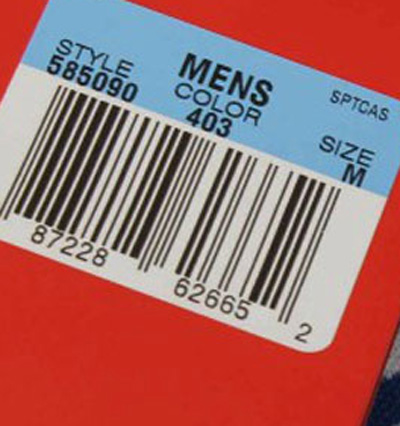 STYLE
585090
MENS
COLOR
403
SPTCAS
SIZE
M
87228
62665
2